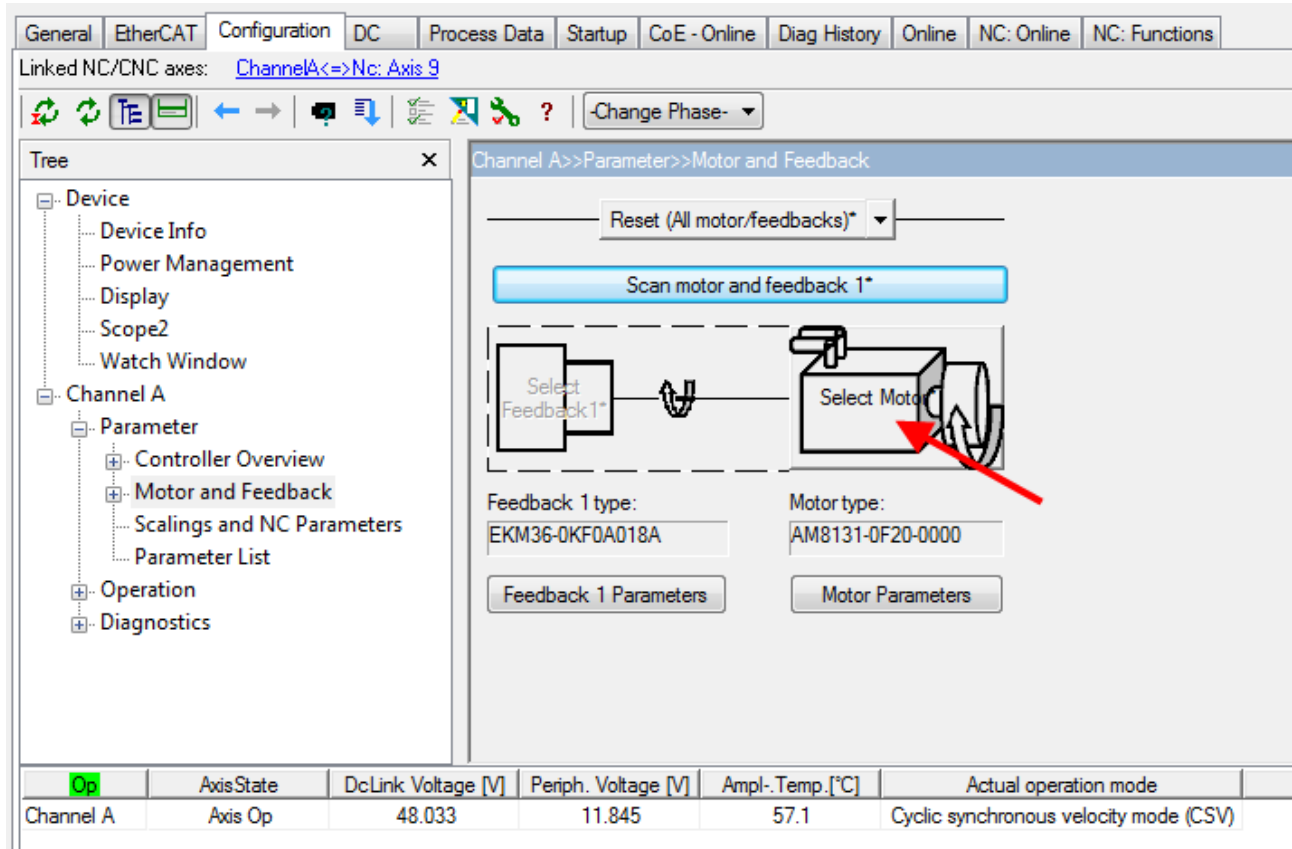 General EtherCAT Configuration DC Process Data Startup CoE - Online Diag History Online NC: Online NC: Functions
Linked NC/CNC axes: ChannelA<=>Nc: Axis 9
TE ? -Change Phase-
Tree ×
Channel A>>Parameter>>Motor and Feedback
Device
Device Info
Power Management
Display
Scope2
Watch Window
Channel A
Parameter
Controller Overview
Motor and Feedback
Scalings and NC Parameters
Parameter List
Operation
Diagnostics
Reset (All motor/feedbacks)*
Scan motor and feedback 1*
Select
Feedback1*
Select Motor
Feedback 1 type: Motor type:
EKM36-0KF0A018A AM8131-0F20-0000
Feedback 1 Parameters Motor Parameters
Op AxisState DcLink Voltage [V] Periph. Voltage [V] Ampl-.Temp.[°C] Actual operation mode
Channel A Axis Op 48.033 11.845 57.1 Cyclic synchronous velocity mode (CSV)